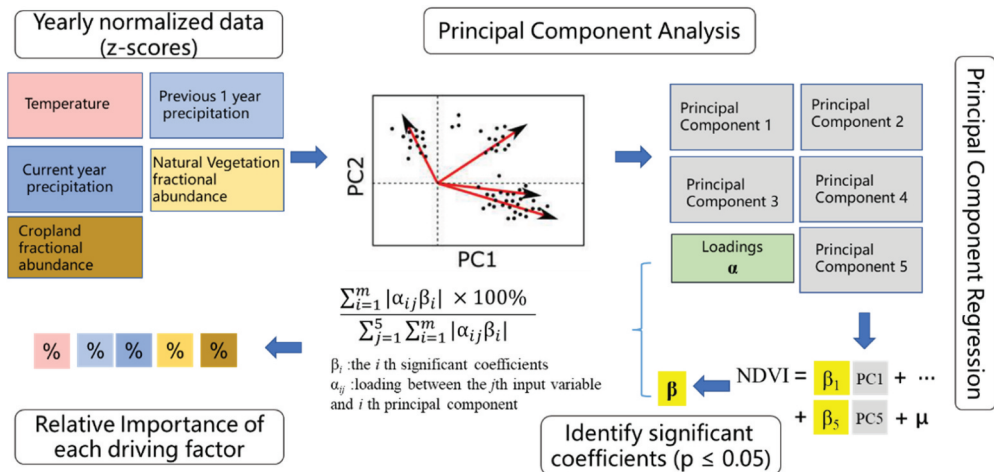 Yearly normalized data
(z-scores)
Temperature
Previous 1 year
precipitation
Current year
precipitation
Natural Vegetation
fractional
abundance
Cropland
fractional
abundance
Principal Component Analysis
PC2
PC1
Principal
Component 1
Principal
Component 2
Principal
Component 3
Principal
Component 4
Loadings
α
Principal
Component 5
Principal Component Regression
NDVI = β₁ PC1 + ···
+ β₅ PC5 + μ
β
Identify significant
coefficients (p ≤ 0.05)
∑ᵢ₌₁ᵐ |αᵢⱼβᵢ| × 100%
∑ⱼ₌₁⁵ ∑ᵢ₌₁ᵐ |αᵢⱼβᵢ|
βᵢ :the i th significant coefficients
αᵢⱼ :loading between the jth input variable
and i th principal component
% % % % %
Relative Importance of
each driving factor